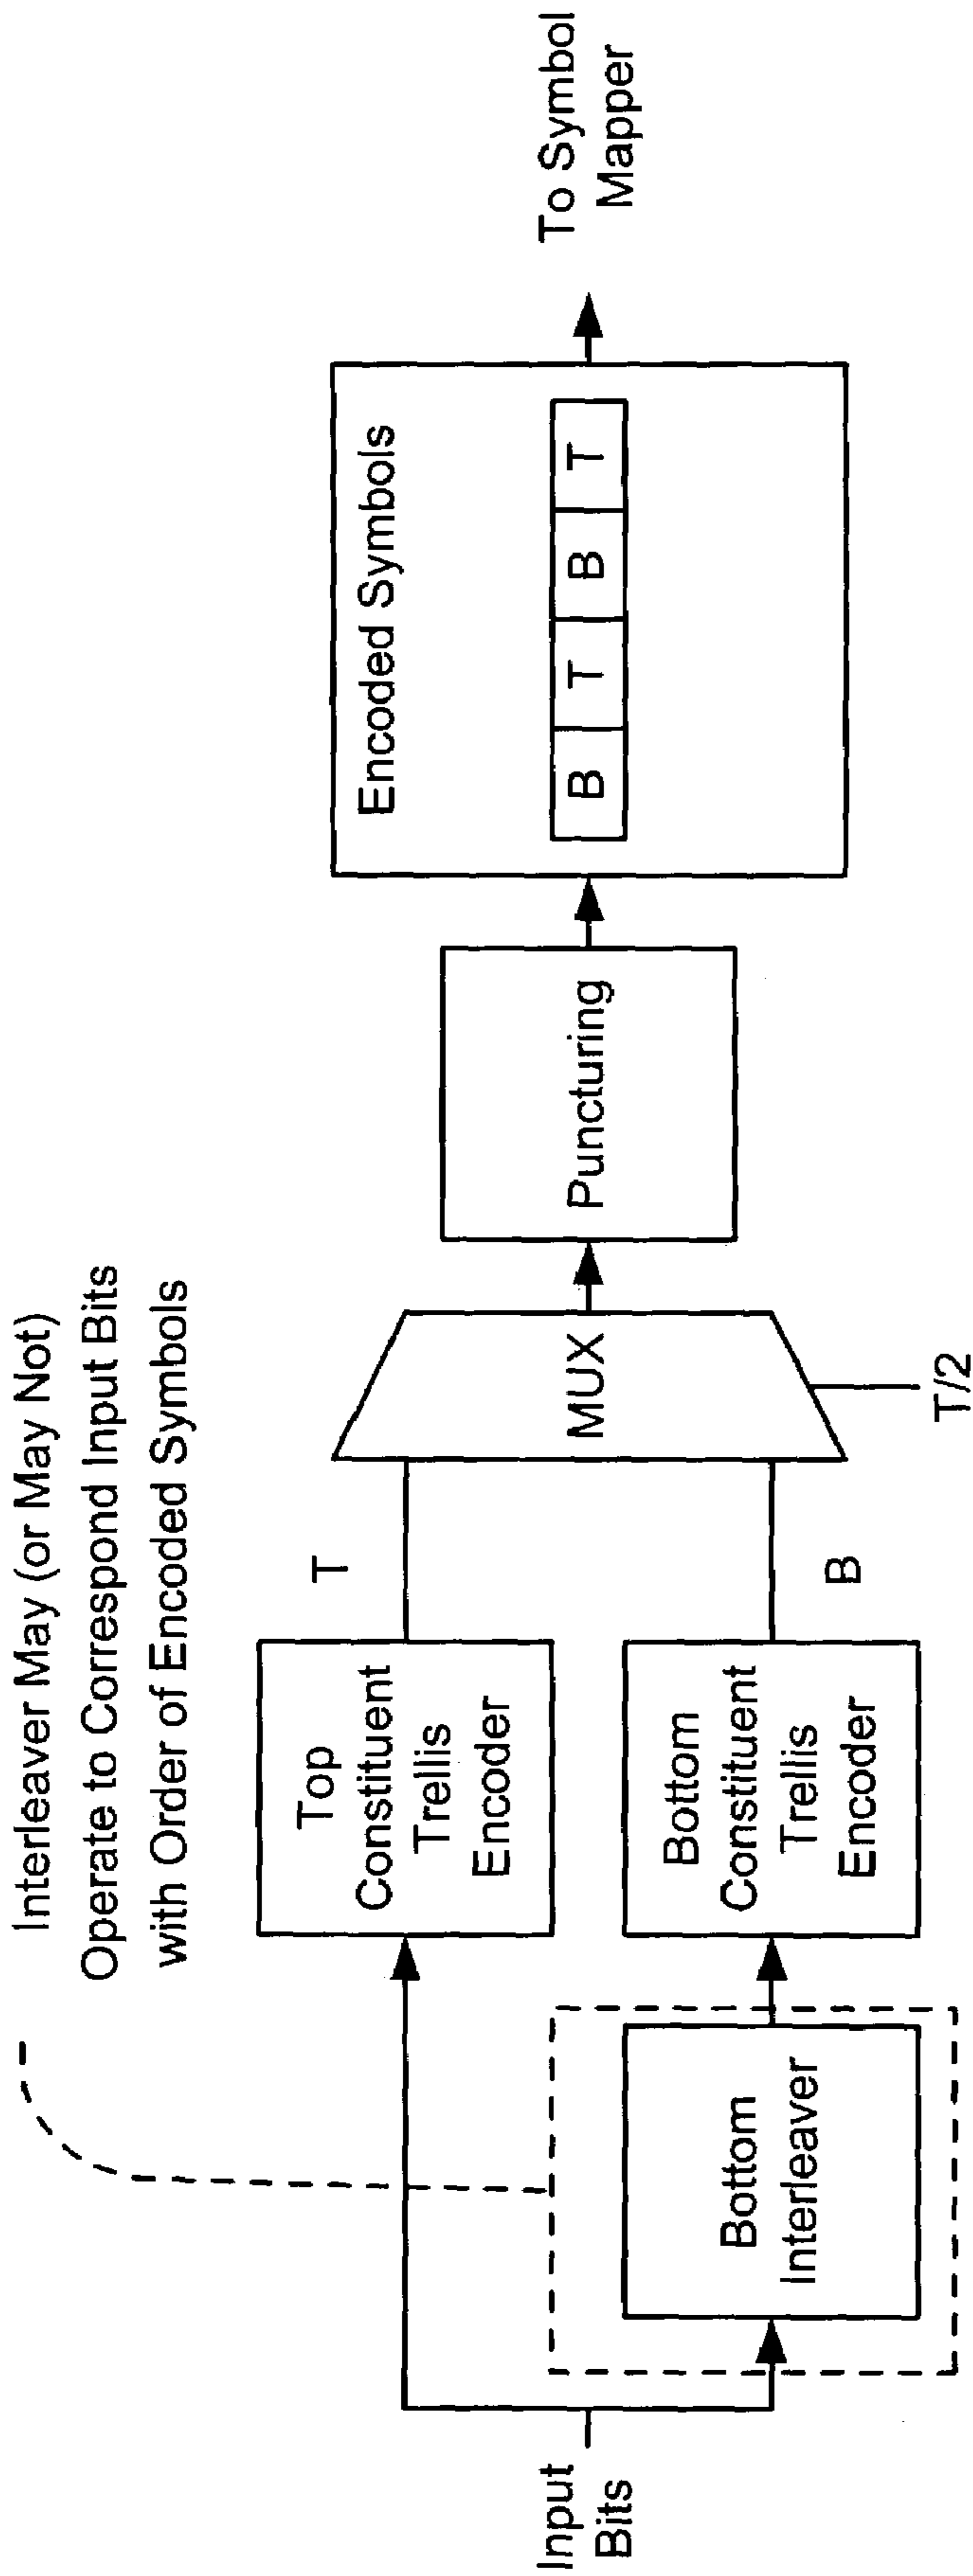 Interleaver May (or May Not)
Operate to Correspond Input Bits
with Order of Encoded Symbols
Input
Bits
Bottom
Interleaver
Top
Constituent
Trellis
Encoder
Bottom
Constituent
Trellis
Encoder
T
B
MUX
T/2
Puncturing
Encoded Symbols
B T B T
To Symbol
Mapper